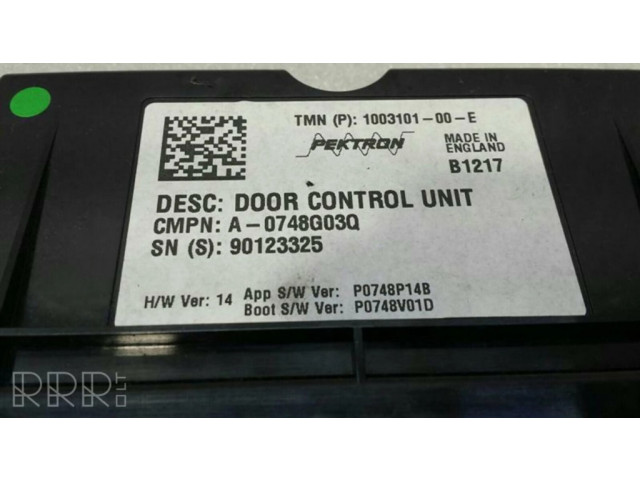 TMN (P): 1003101-00-E
PEKTRON
MADE IN
ENGLAND
B1217
DESC: DOOR CONTROL UNIT
CMPN: A-0748G03Q
SN (S): 90123325
H/W Ver: 14 App S/W Ver: P0748P14B
Boot S/W Ver: P0748V01D
RRR.LT